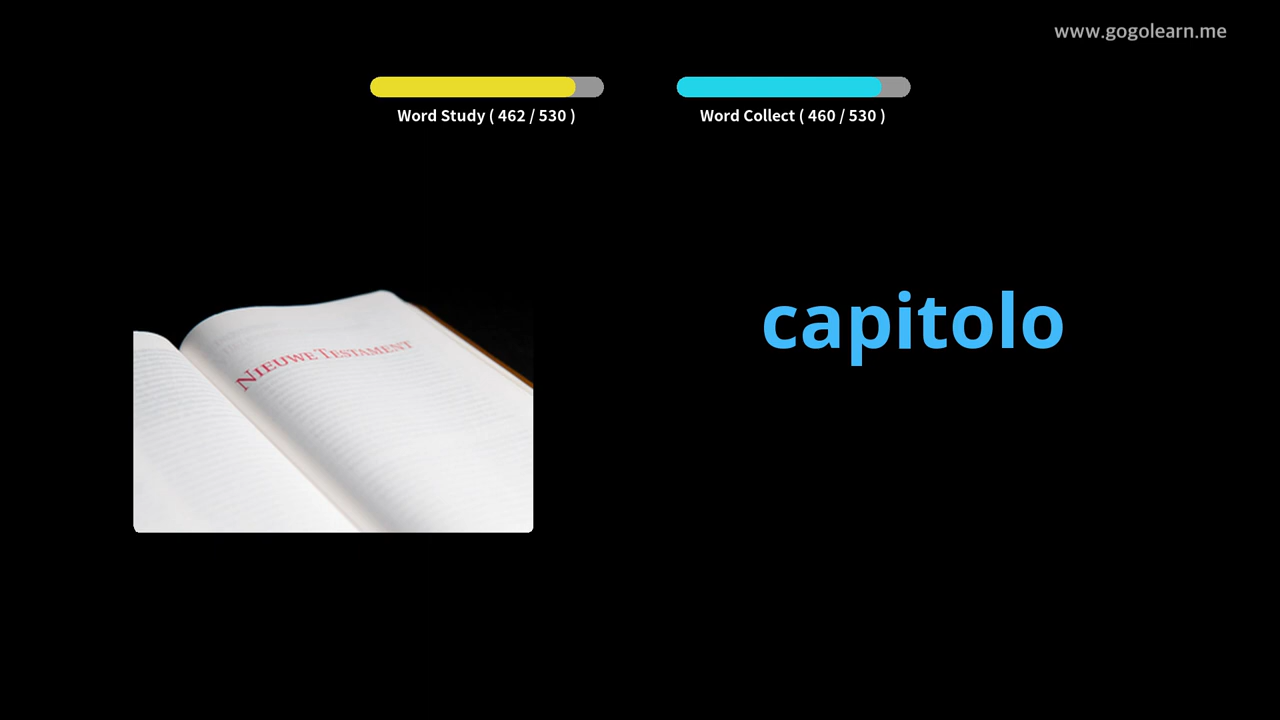 www.gogolearn.me
Word Study ( 462 / 530 )
Word Collect ( 460 / 530 )
NIEUWE TESTAMENT
capitolo